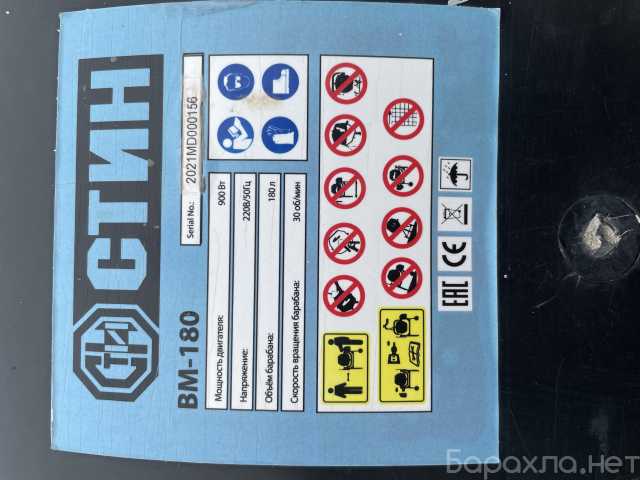 СТИН
BM-180
Serial No.: 2021MD000156
Мощность двигателя: 900 Вт
Напряжение: 220В/50Гц
Объём барабана: 180 л
Скорость вращения барабана: 30 об/мин
EAC CE
Барахла.нет